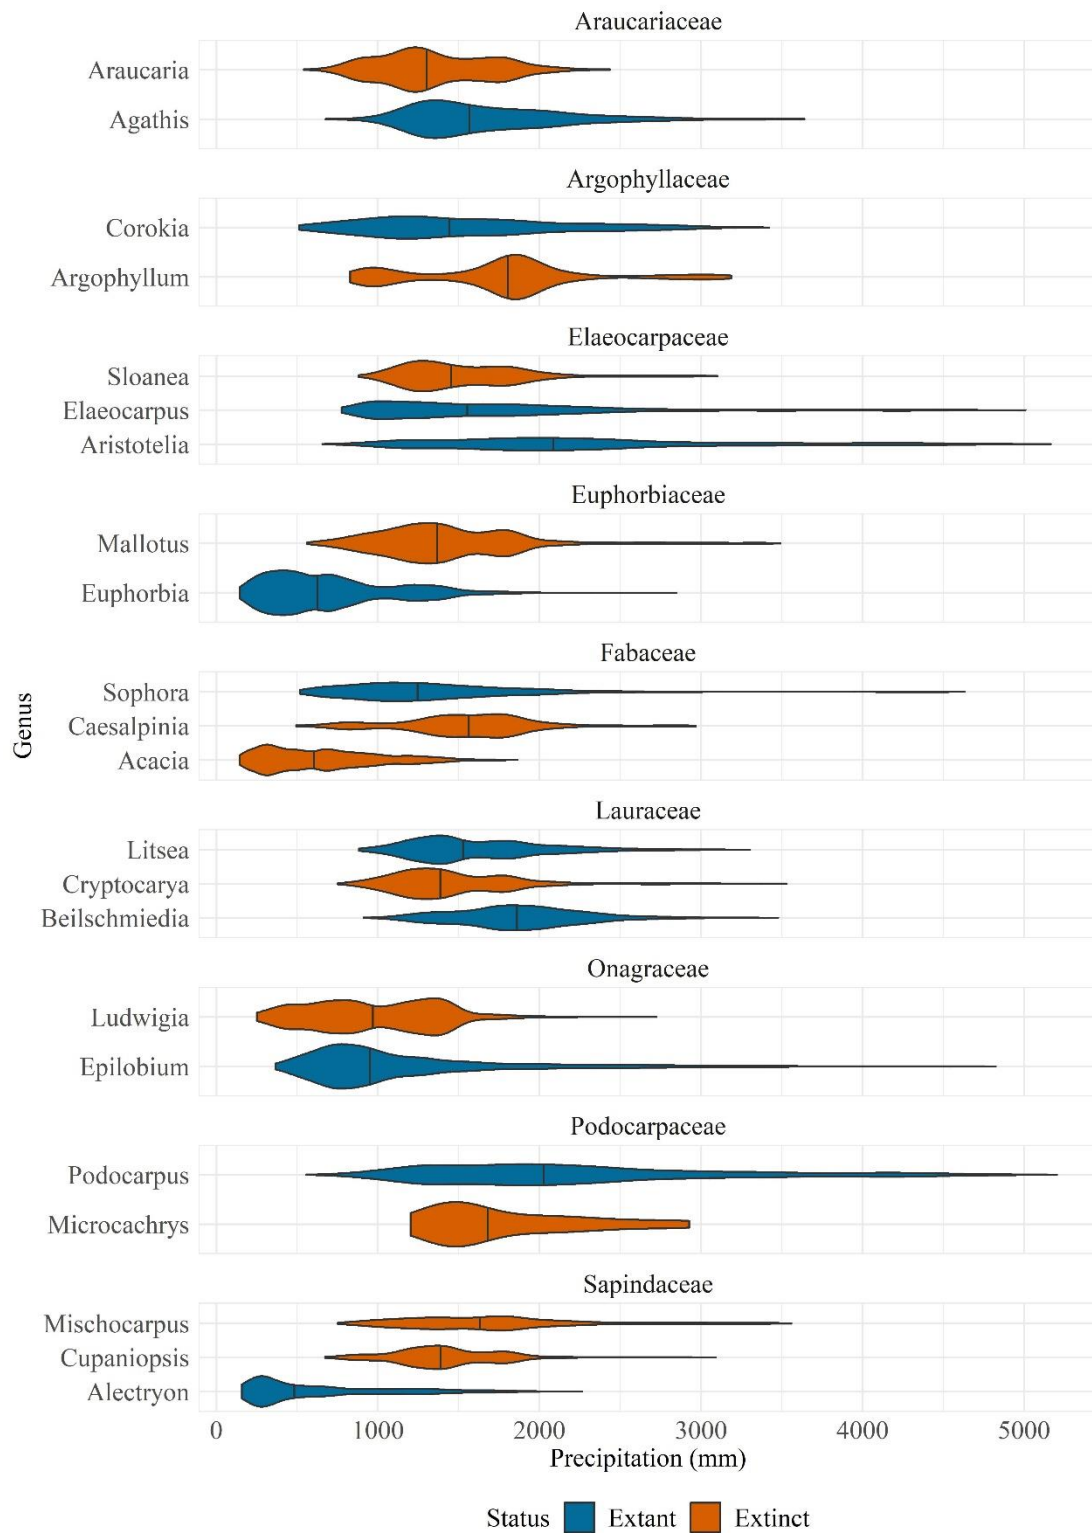 Araucariaceae
Araucaria
Agathis
Argophyllaceae
Corokia
Argophyllum
Elaeocarpaceae
Sloanea
Elaeocarpus
Aristotelia
Euphorbiaceae
Mallotus
Euphorbia
Fabaceae
Sophora
Caesalpinia
Acacia
Genus
Lauraceae
Litsea
Cryptocarya
Beilschmiedia
Onagraceae
Ludwigia
Epilobium
Podocarpaceae
Podocarpus
Microcachrys
Sapindaceae
Mischocarpus
Cupaniopsis
Alectryon
0 1000 2000 3000 4000 5000
Precipitation (mm)
Status Extant Extinct